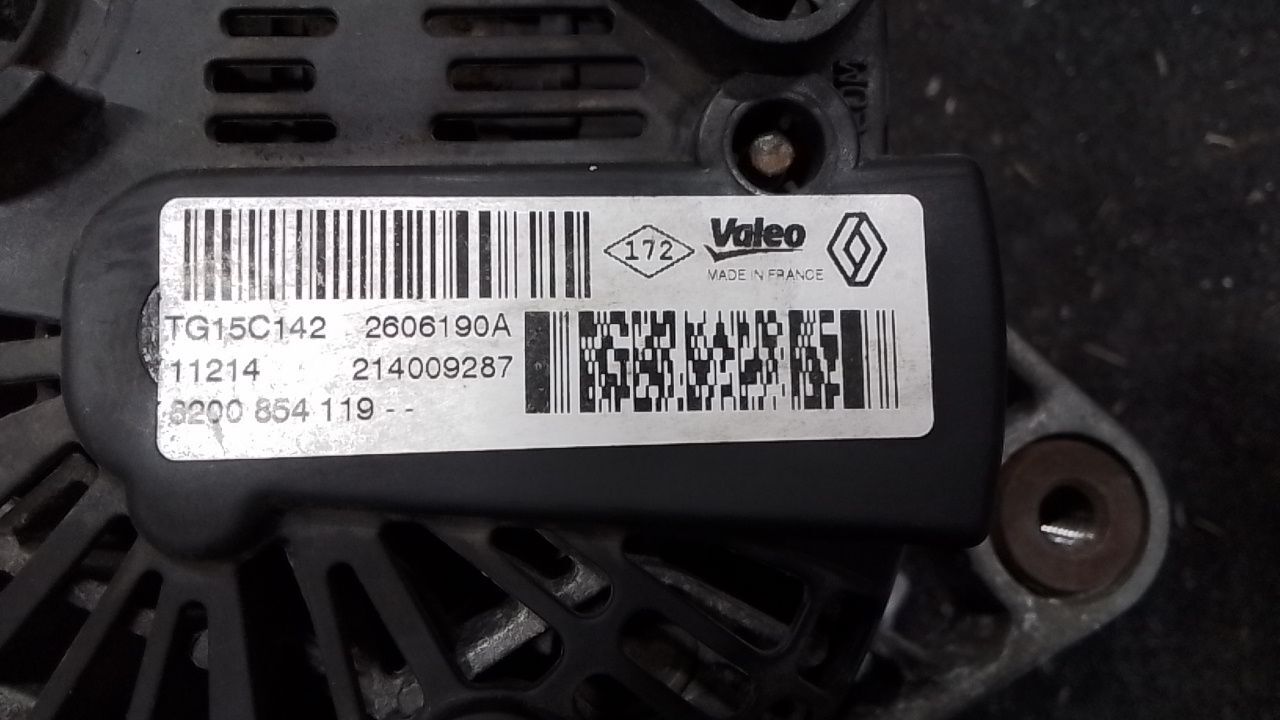 172
Valeo
MADE IN FRANCE
TG15C142 2606190A
11214 214009287
8200 854 119 - -